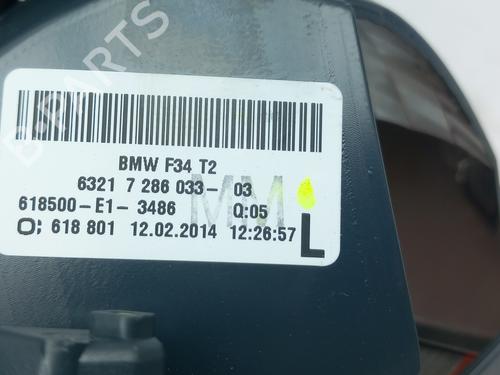 BMW F34 T2
6321 7 286 033- 03
618500-E1- 3486 Q:05
MM
O; 618 801 12.02.2014 12:26:57
L
B-PARTS